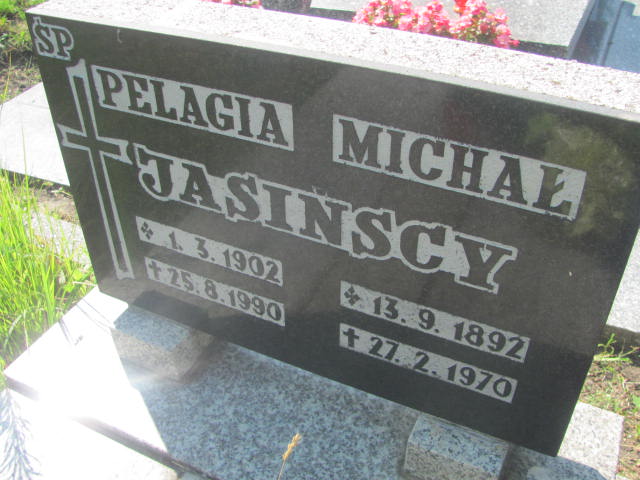 ŚP
PELAGIA MICHAŁ
JASIŃSCY
1.3.1902
25.8.1990
13.9.1892
27.2.1970